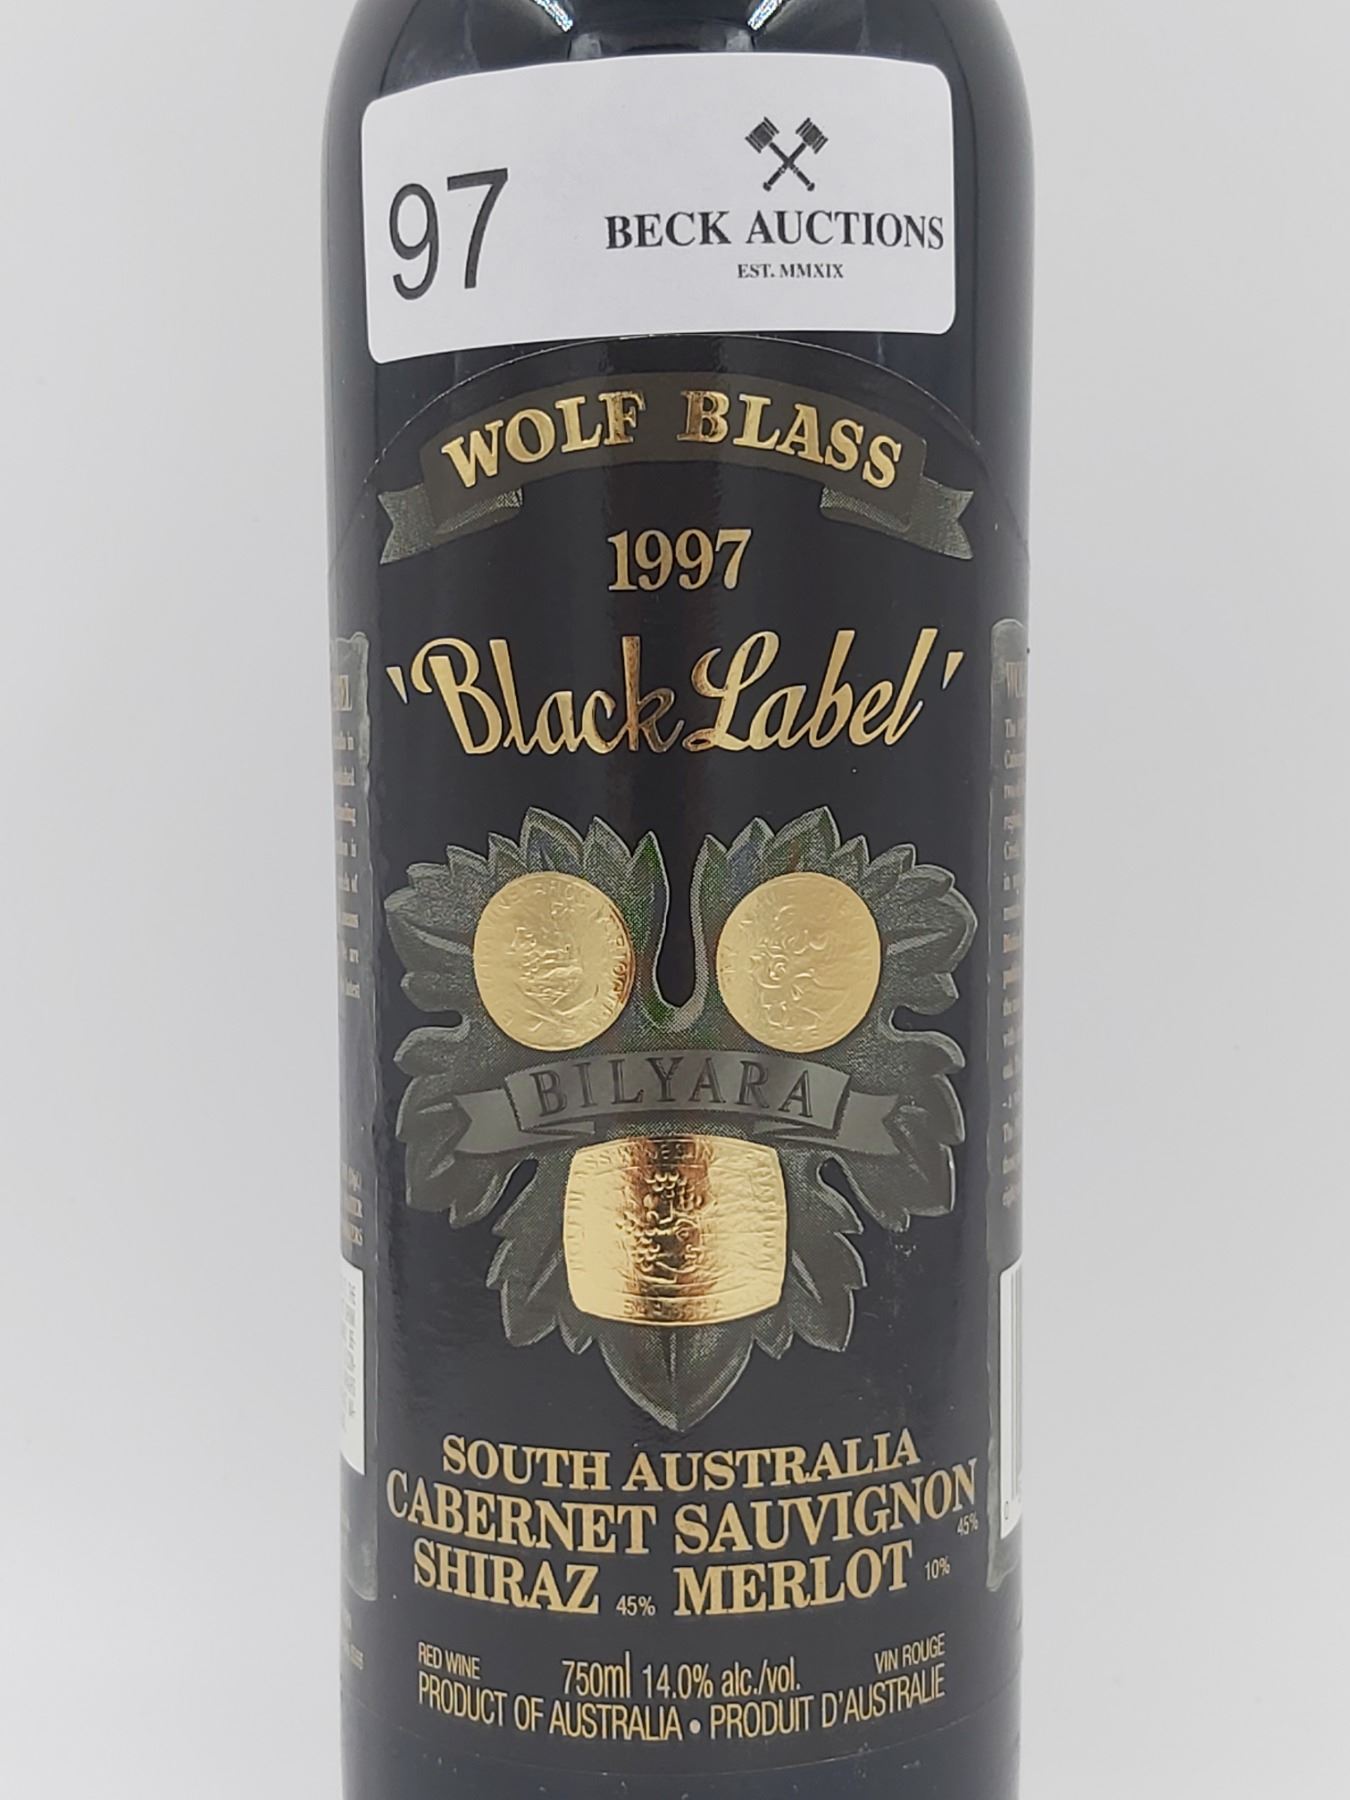 97
BECK AUCTIONS
EST. MMXIX
WOLF BLASS
1997
'Black Label'
BILYARA
SOUTH AUSTRALIA
CABERNET SAUVIGNON 45%
SHIRAZ 45% MERLOT 10%
RED WINE 750ml 14.0% alc./vol. VIN ROUGE
PRODUCT OF AUSTRALIA • PRODUIT D'AUSTRALIE